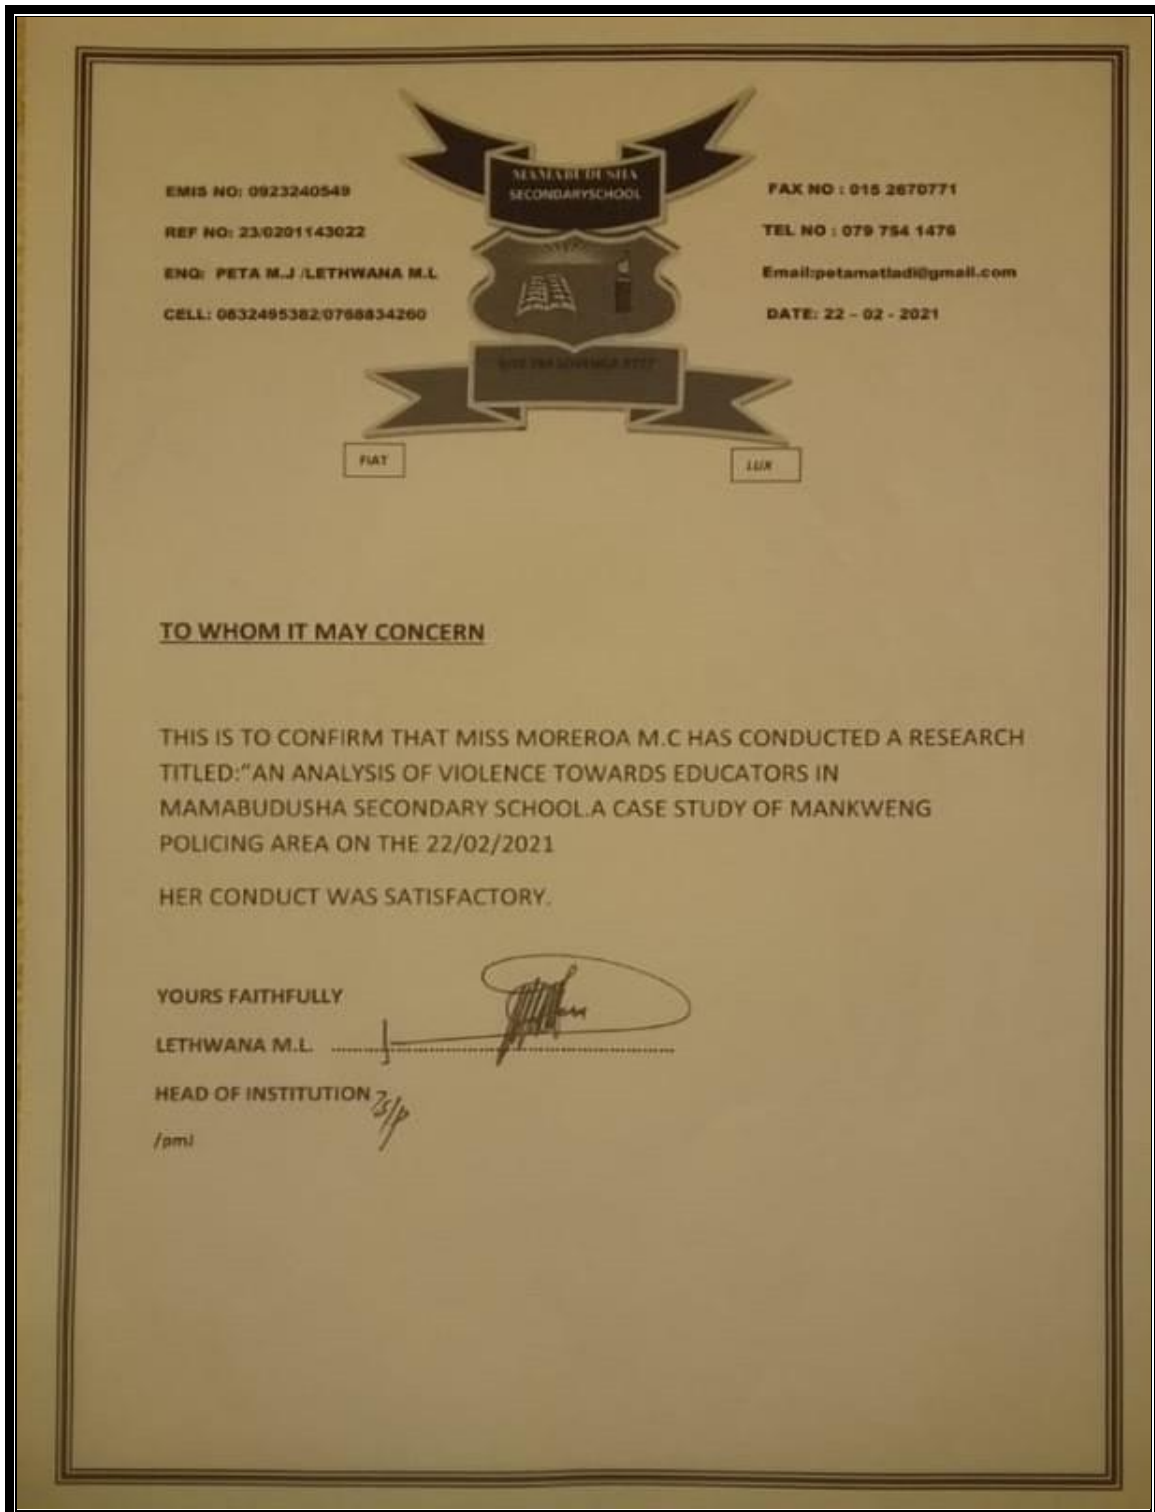 MAMABUDUSHA
SECONDARYSCHOOL
EMIS NO: 0923240549
REF NO: 23/0201143022
ENQ: PETA M.J /LETHWANA M.L
CELL: 0832495382/0768834260
FAX NO : 015 2670771
TEL NO : 079 754 1476
Email:petamatladi@gmail.com
DATE: 22 – 02 - 2021
FIAT
LUX
TO WHOM IT MAY CONCERN
THIS IS TO CONFIRM THAT MISS MOREROA M.C HAS CONDUCTED A RESEARCH
TITLED:"AN ANALYSIS OF VIOLENCE TOWARDS EDUCATORS IN
MAMABUDUSHA SECONDARY SCHOOL.A CASE STUDY OF MANKWENG
POLICING AREA ON THE 22/02/2021
HER CONDUCT WAS SATISFACTORY.
YOURS FAITHFULLY
LETHWANA M.L. ..........................................................
HEAD OF INSTITUTION
/pmj